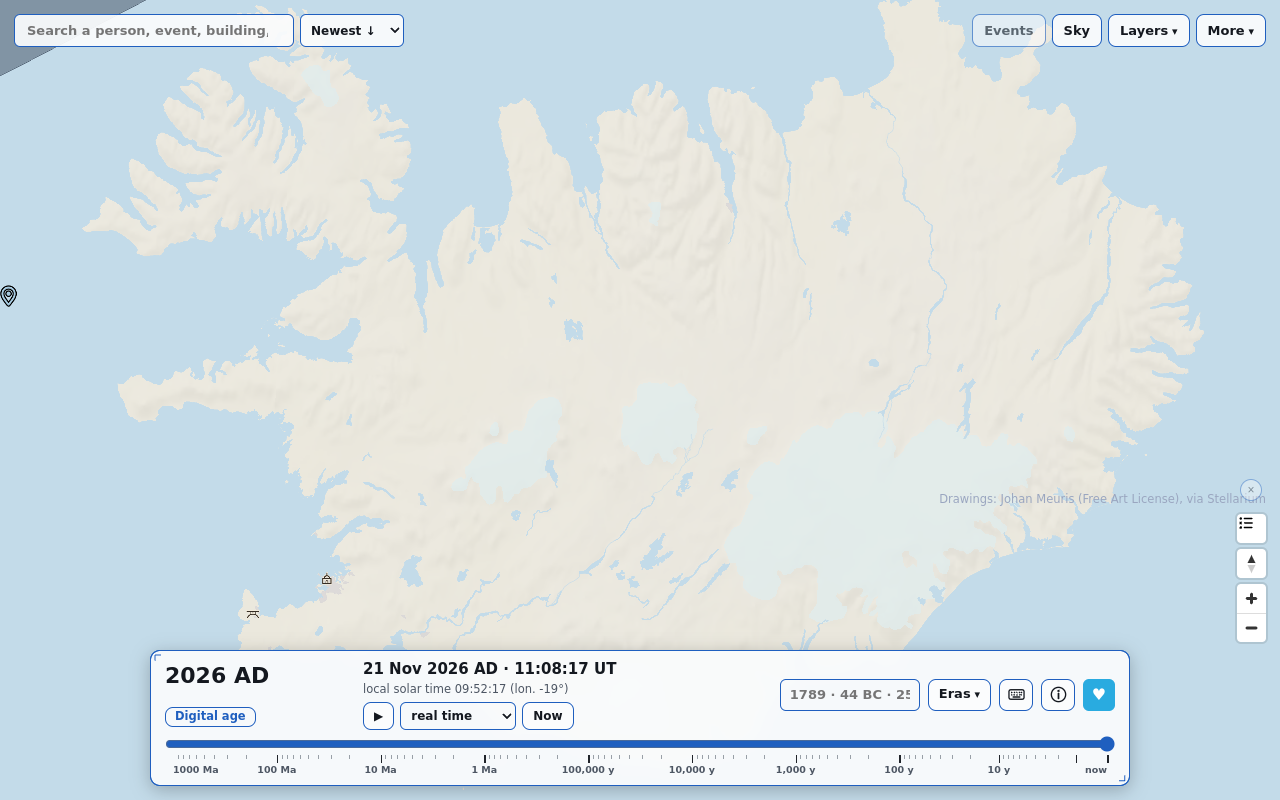 Search a person, event, building,
Newest ↓
Events
Sky
Layers ▾
More ▾
Drawings: Johan Meuris (Free Art License), via Stellarium
2026 AD
Digital age
21 Nov 2026 AD · 11:08:17 UT
local solar time 09:52:17 (lon. -19°)
▶
real time
Now
1789 · 44 BC · 25
Eras ▾
1000 Ma
100 Ma
10 Ma
1 Ma
100,000 y
10,000 y
1,000 y
100 y
10 y
now